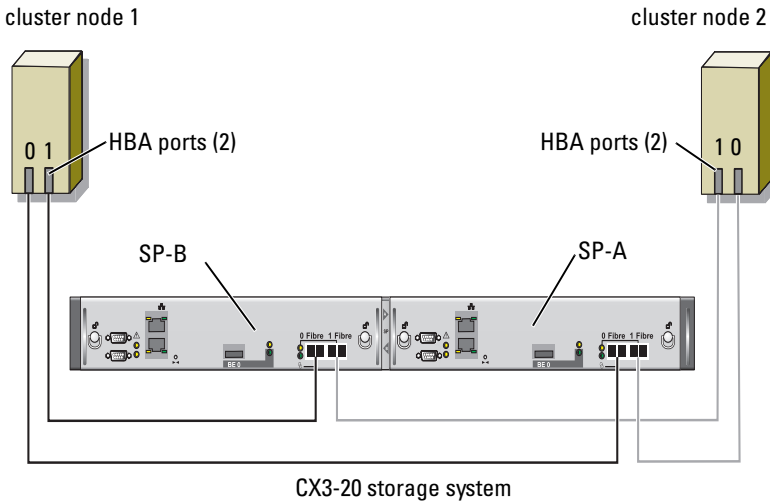 cluster node 1
cluster node 2
0 1
HBA ports (2)
HBA ports (2)
1 0
SP-B
SP-A
0 Fibre 1 Fibre
BE 0
0 Fibre 1 Fibre
BE 0
CX3-20 storage system